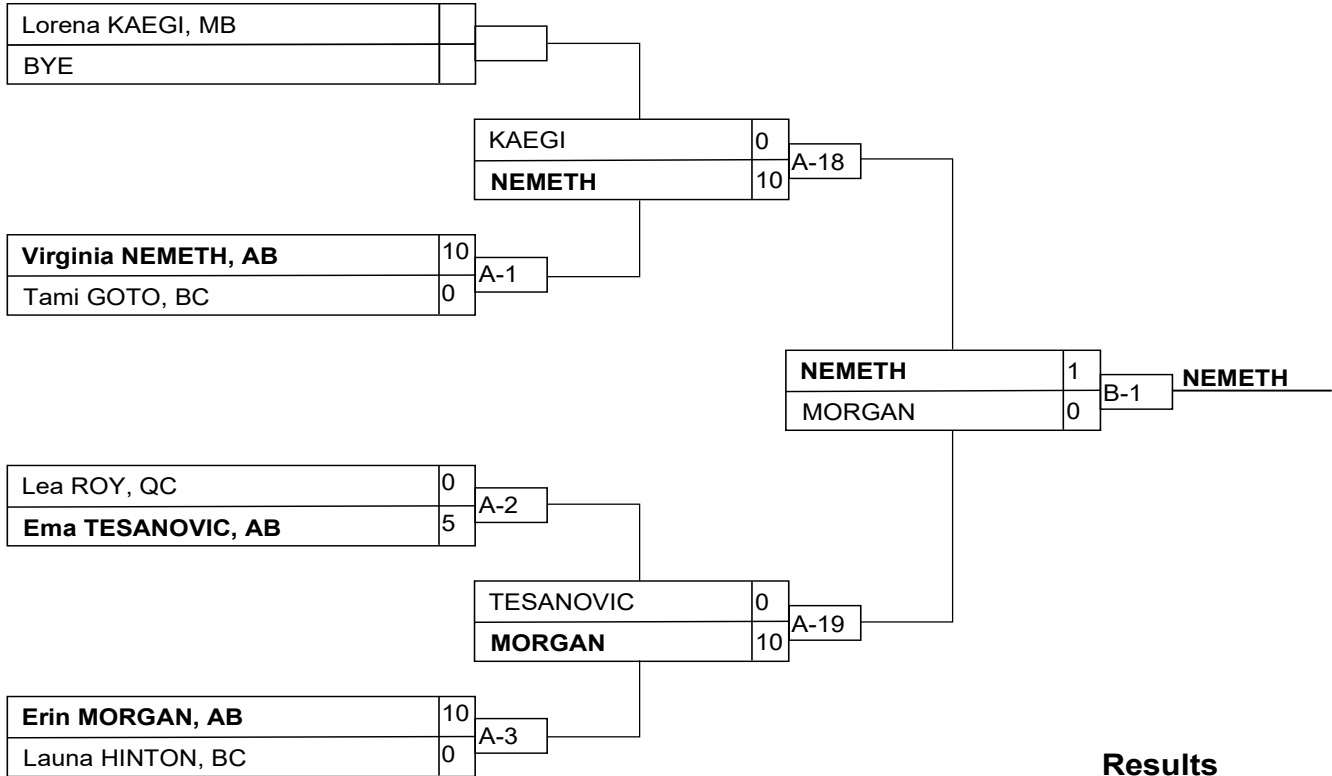 Lorena KAEGI, MB
BYE
KAEGI 0
A-18
NEMETH 10
Virginia NEMETH, AB 10
A-1
Tami GOTO, BC 0
NEMETH 1
B-1
NEMETH
MORGAN 0
Lea ROY, QC 0
A-2
Ema TESANOVIC, AB 5
TESANOVIC 0
A-19
MORGAN 10
Erin MORGAN, AB 10
A-3
Launa HINTON, BC 0
Results